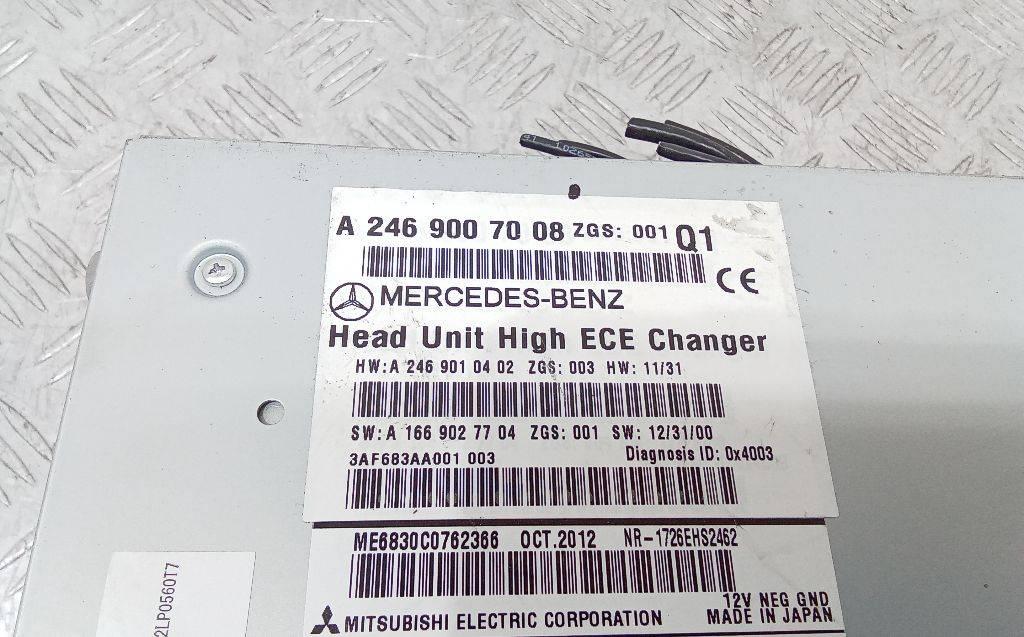 A 246 900 70 08 ZGS: 001 Q1
CE
MERCEDES-BENZ
Head Unit High ECE Changer
HW:A 246 901 04 02 ZGS: 003 HW: 11/31
SW:A 166 902 77 04 ZGS: 001 SW: 12/31/00
3AF683AA001 003 Diagnosis ID: 0x4003
ME6830C0762366 OCT.2012 NR-1726EHS2462
12V NEG GND
MITSUBISHI ELECTRIC CORPORATION MADE IN JAPAN
2LP0560T7